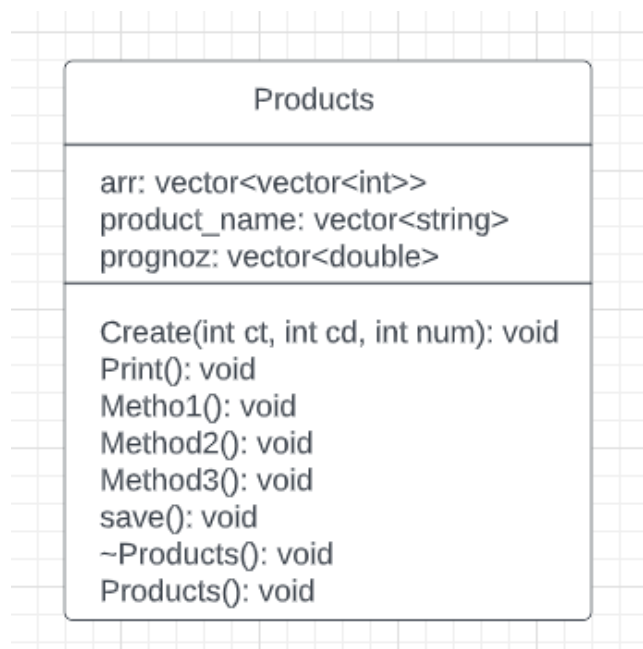 Products
arr: vector<vector<int>>
product_name: vector<string>
prognoz: vector<double>
Create(int ct, int cd, int num): void
Print(): void
Metho1(): void
Method2(): void
Method3(): void
save(): void
~Products(): void
Products(): void